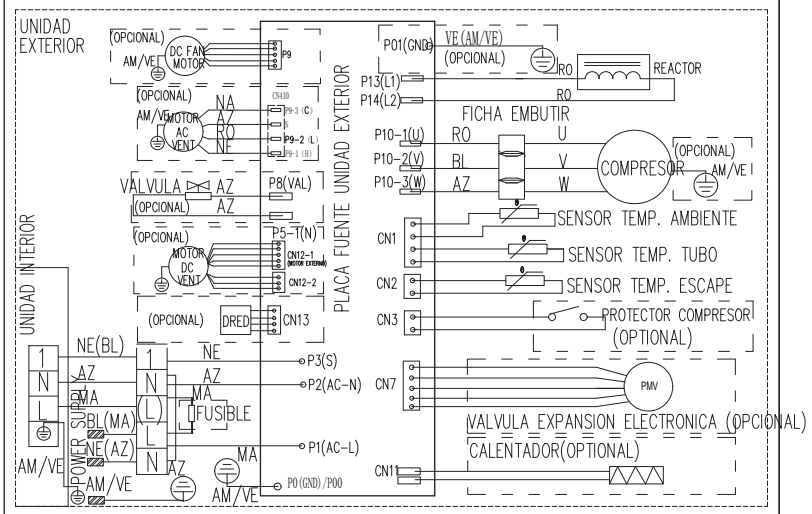 UNIDAD
EXTERIOR
(OPCIONAL)
AM/VE
DC FAN
MOTOR
P9
(OPCIONAL)
AM/VE
MOTOR
AC
VENT
NA
AZ
RO
NE
CN410
P9-3 (C)
N
P9-2 (L)
P9-1 (H)
VALVULA
AZ
P8(VAL)
(OPCIONAL)
AZ
(OPCIONAL)
MOTOR
DC
VENT
P5-1(N)
CN12-1
(MOTOR EXTERNO)
CN12-2
(OPCIONAL)
DRED
CN13
PLACA FUENTE UNIDAD EXTERIOR
UNIDAD INTERIOR
1
N
L
NE(BL)
AZ
MA
BL(MA)
NE(AZ)
AM/VE
AM/VE
POWER SUPPL
1
N
(L)
L
N
NE
AZ
MA
FUSIBLE
AZ
AM/VE
MA
P3(S)
P2(AC-N)
P1(AC-L)
P0(GND)/P00
P01(GND)
VE(AM/VE)
(OPCIONAL)
P13(L1)
P14(L2)
RO
RO
REACTOR
FICHA EMBUTIR
P10-1(U)
RO
U
P10-2(V)
BL
V
P10-3(W)
AZ
W
COMPRESOR
(OPCIONAL)
AM/VE
CN1
θ
SENSOR TEMP. AMBIENTE
θ
SENSOR TEMP. TUBO
CN2
θ
SENSOR TEMP. ESCAPE
CN3
PROTECTOR COMPRESOR
(OPTIONAL)
CN7
PMV
VALVULA EXPANSION ELECTRONICA (OPCIONAL)
CALENTADOR(OPTIONAL)
CN11